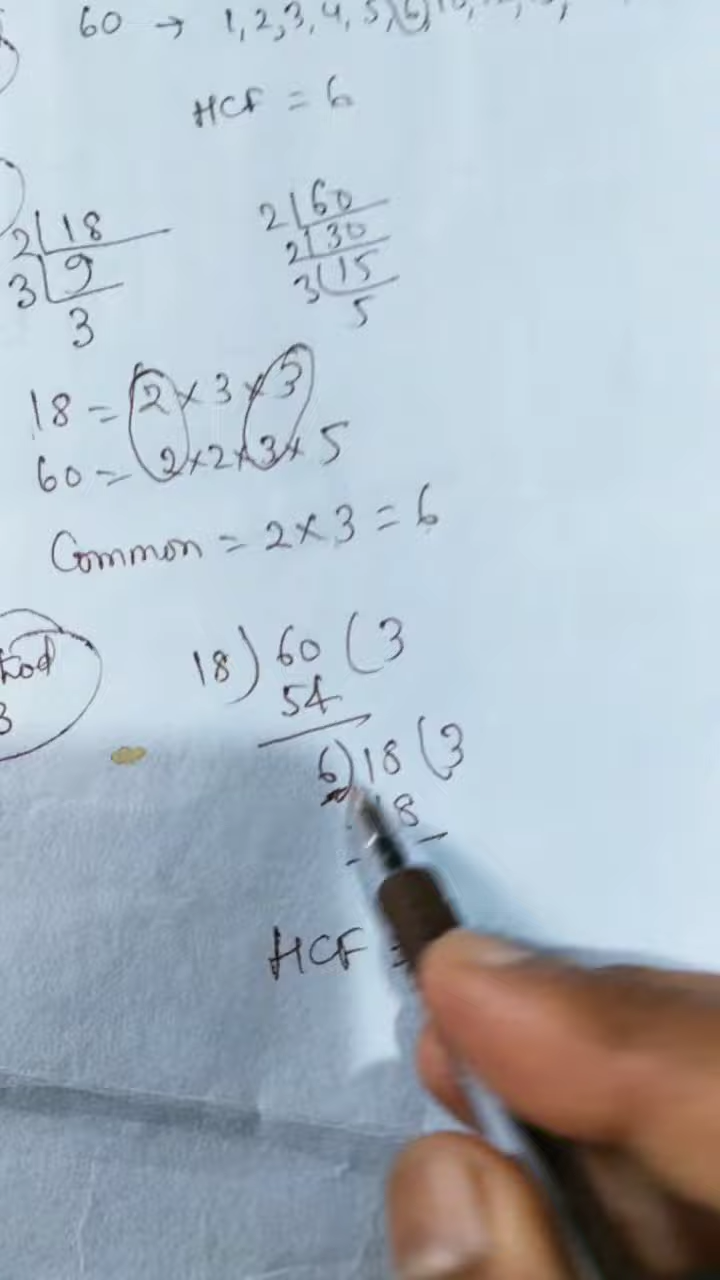 60 → 1, 2, 3, 4, 5, 6, 10,
HCF = 6
2 | 18
3 | 9
3
2 | 60
2 | 30
3 | 15
5
18 = 2 × 3 × 3
60 = 2 × 2 × 3 × 5
Common = 2 × 3 = 6
3
18 ) 60 ( 3
54
6 ) 18 ( 3
18
HCF =